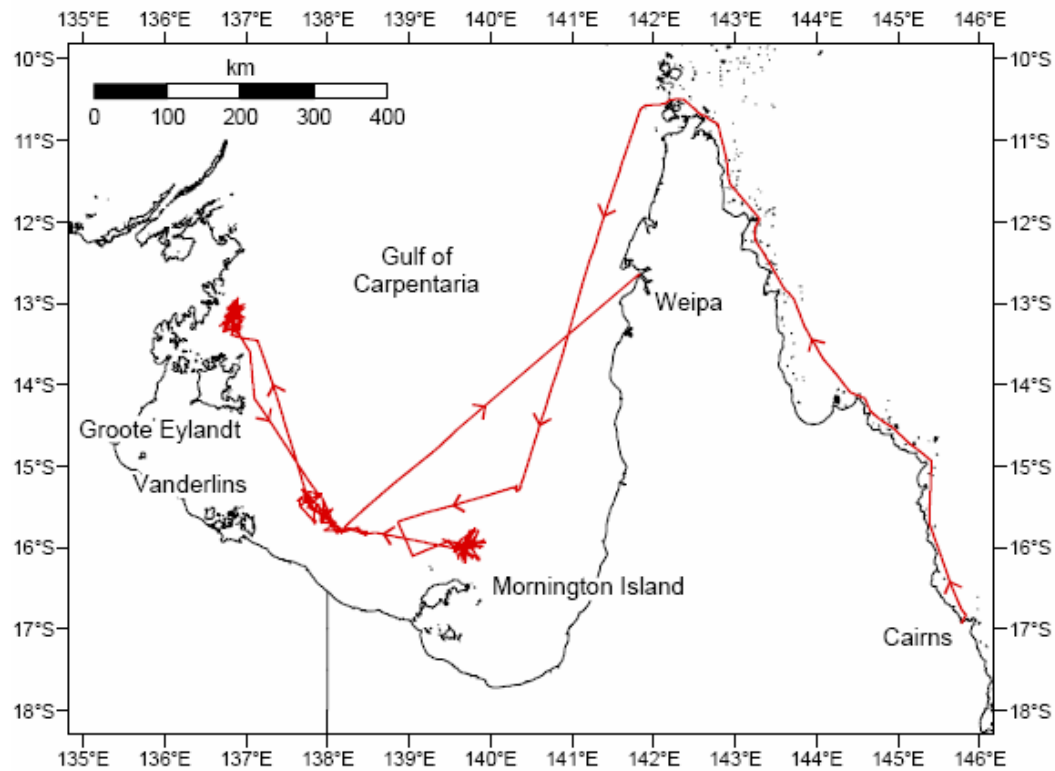 135°E 136°E 137°E 138°E 139°E 140°E 141°E 142°E 143°E 144°E 145°E 146°E
10°S 10°S
km
0 100 200 300 400
11°S 11°S
12°S 12°S
Gulf of
Carpentaria
13°S 13°S
Weipa
14°S 14°S
Groote Eylandt
15°S 15°S
Vanderlins
16°S 16°S
Mornington Island
17°S 17°S
Cairns
18°S 18°S
135°E 136°E 137°E 138°E 139°E 140°E 141°E 142°E 143°E 144°E 145°E 146°E